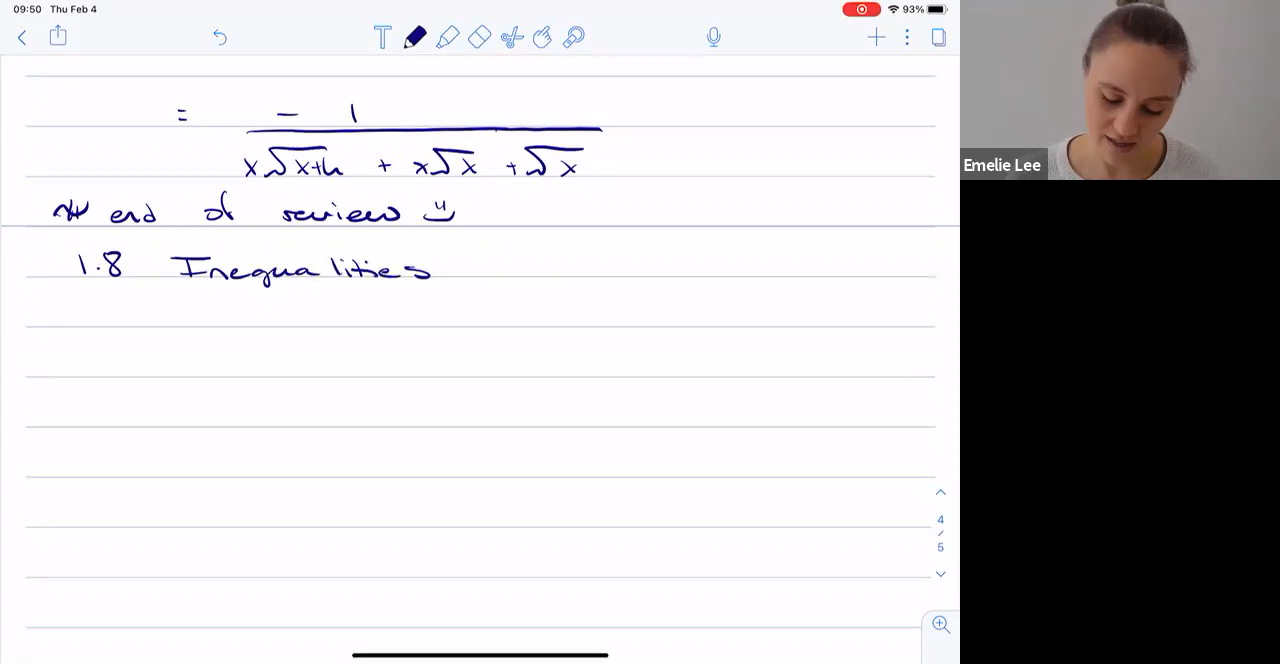 09:50 Thu Feb 4
93%
T
= - 1
x√x+h + x√x + √x
end of review
1.8 Inequalities
Emelie Lee
4
/
5